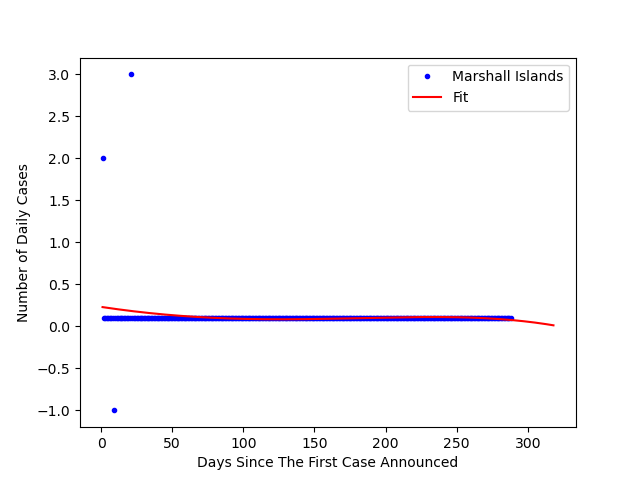 3.0
2.5
2.0
1.5
1.0
0.5
0.0
−0.5
−1.0
Number of Daily Cases
Marshall Islands
Fit
0 50 100 150 200 250 300
Days Since The First Case Announced